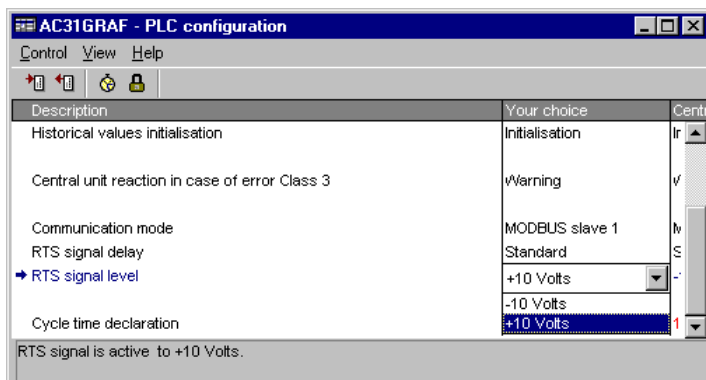 AC31GRAF - PLC configuration
Control View Help
Description Your choice Centr
Historical values initialisation Initialisation Ir
Central unit reaction in case of error Class 3 Warning
Communication mode MODBUS slave 1
RTS signal delay Standard S
RTS signal level +10 Volts -
-10 Volts
Cycle time declaration +10 Volts 1
RTS signal is active to +10 Volts.